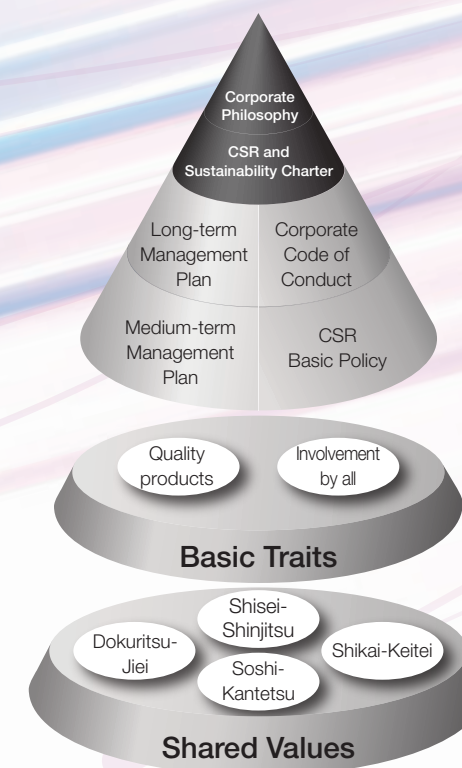 Corporate
Philosophy
CSR and
Sustainability Charter
Long-term
Management
Plan
Corporate
Code of
Conduct
Medium-term
Management
Plan
CSR
Basic Policy
Quality
products
Involvement
by all
Basic Traits
Shisei-
Shinjitsu
Dokuritsu-
Jiei
Shikai-Keitei
Soshi-
Kantetsu
Shared Values